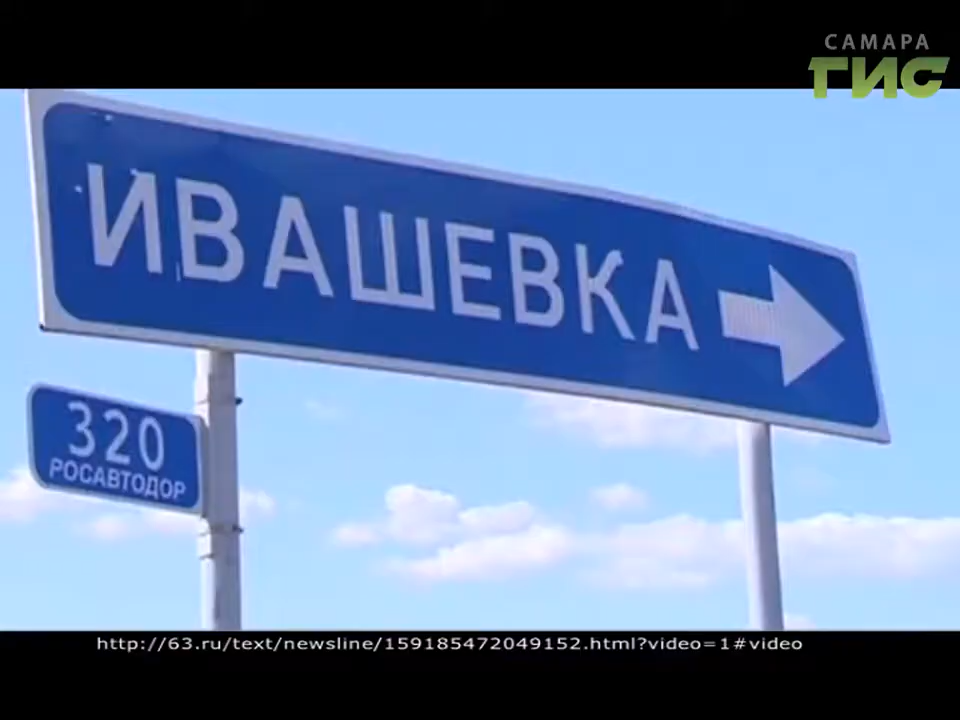 САМАРА
ГИС
ИВАШЕВКА
320
РОСАВТОДОР
http://63.ru/text/newsline/159185472049152.html?video=1#video